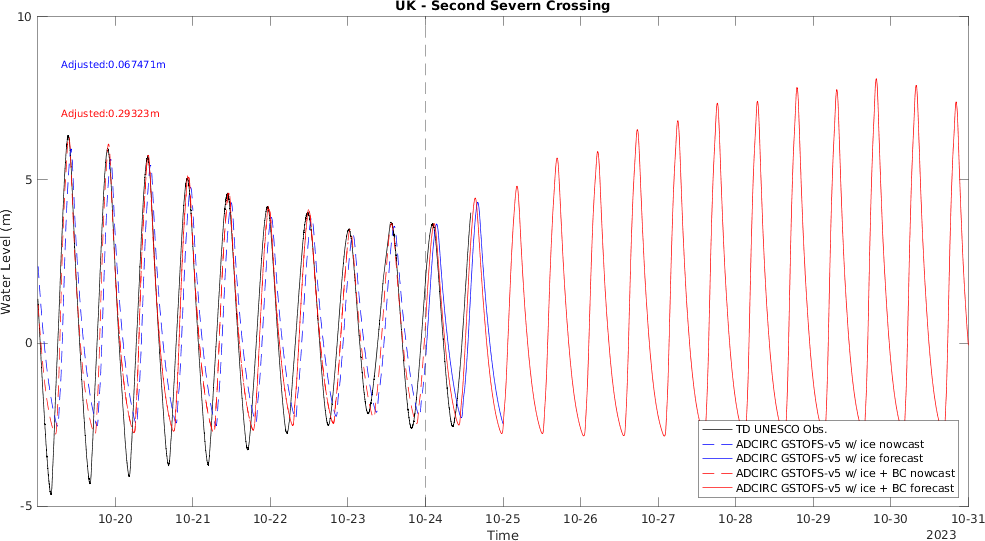 UK - Second Severn Crossing
10
Adjusted:0.067471m
Adjusted:0.29323m
5
Water Level (m)
0
TD UNESCO Obs.
ADCIRC GSTOFS-v5 w/ ice nowcast
ADCIRC GSTOFS-v5 w/ ice forecast
ADCIRC GSTOFS-v5 w/ ice + BC nowcast
ADCIRC GSTOFS-v5 w/ ice + BC forecast
-5
10-20 10-21 10-22 10-23 10-24 10-25 10-26 10-27 10-28 10-29 10-30 10-31
Time
2023